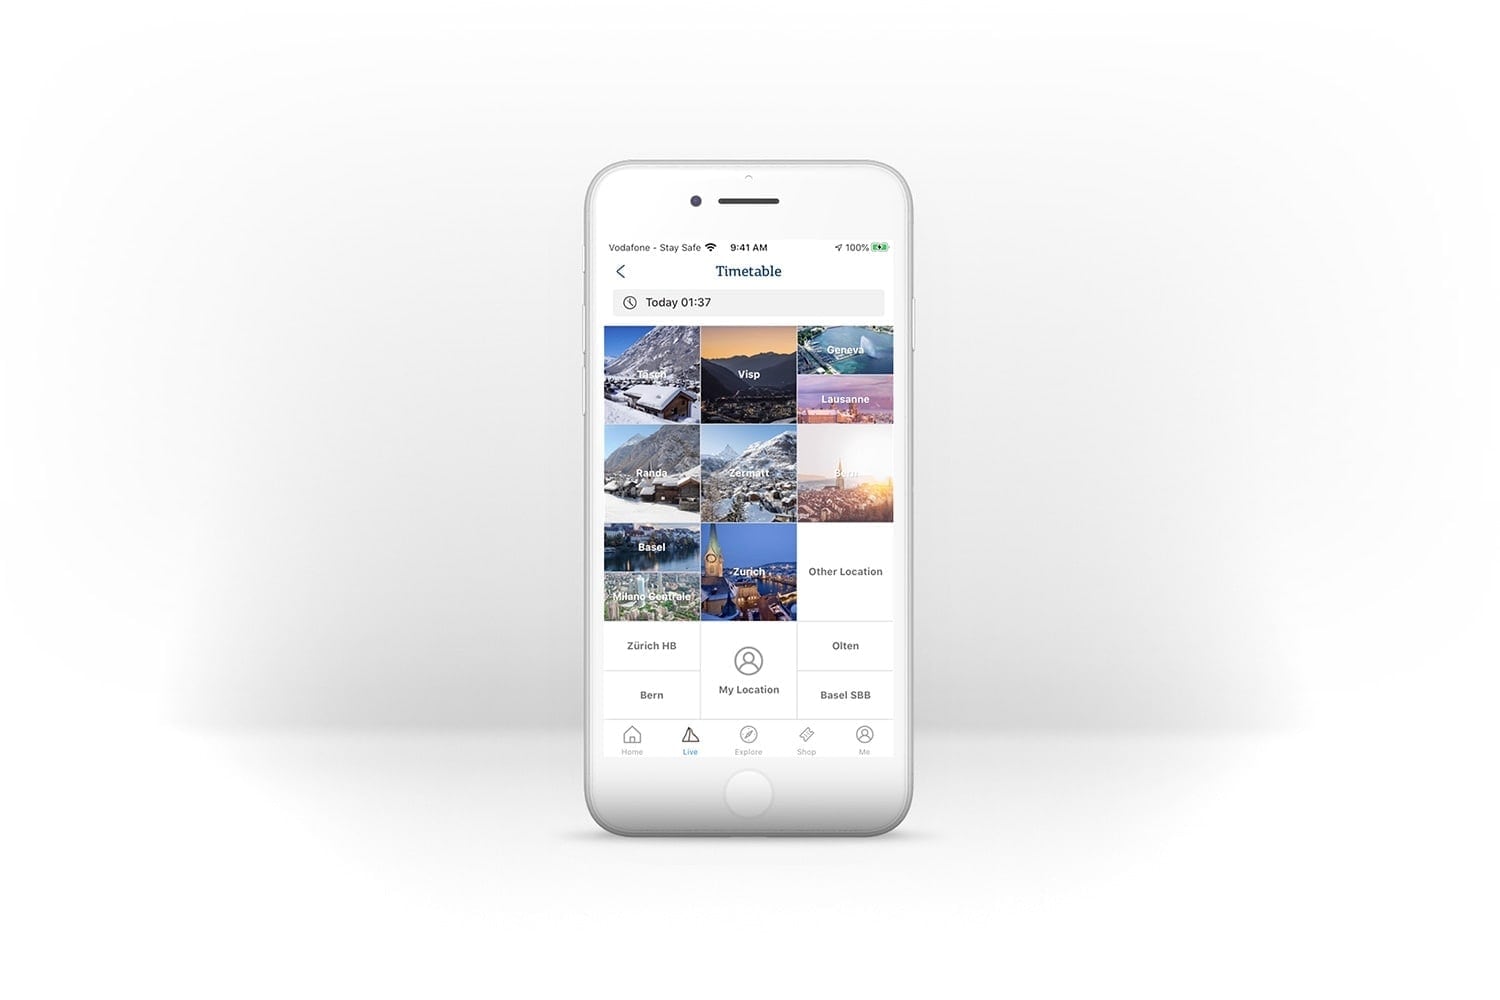 Vodafone - Stay Safe 9:41 AM 100%
Timetable
Today 01:37
Täsch
Visp
Geneva
Lausanne
Randa
Zermatt
Bern
Basel
Milano Centrale
Zurich
Other Location
Zürich HB
Bern
My Location
Olten
Basel SBB
Home Live Explore Shop Me